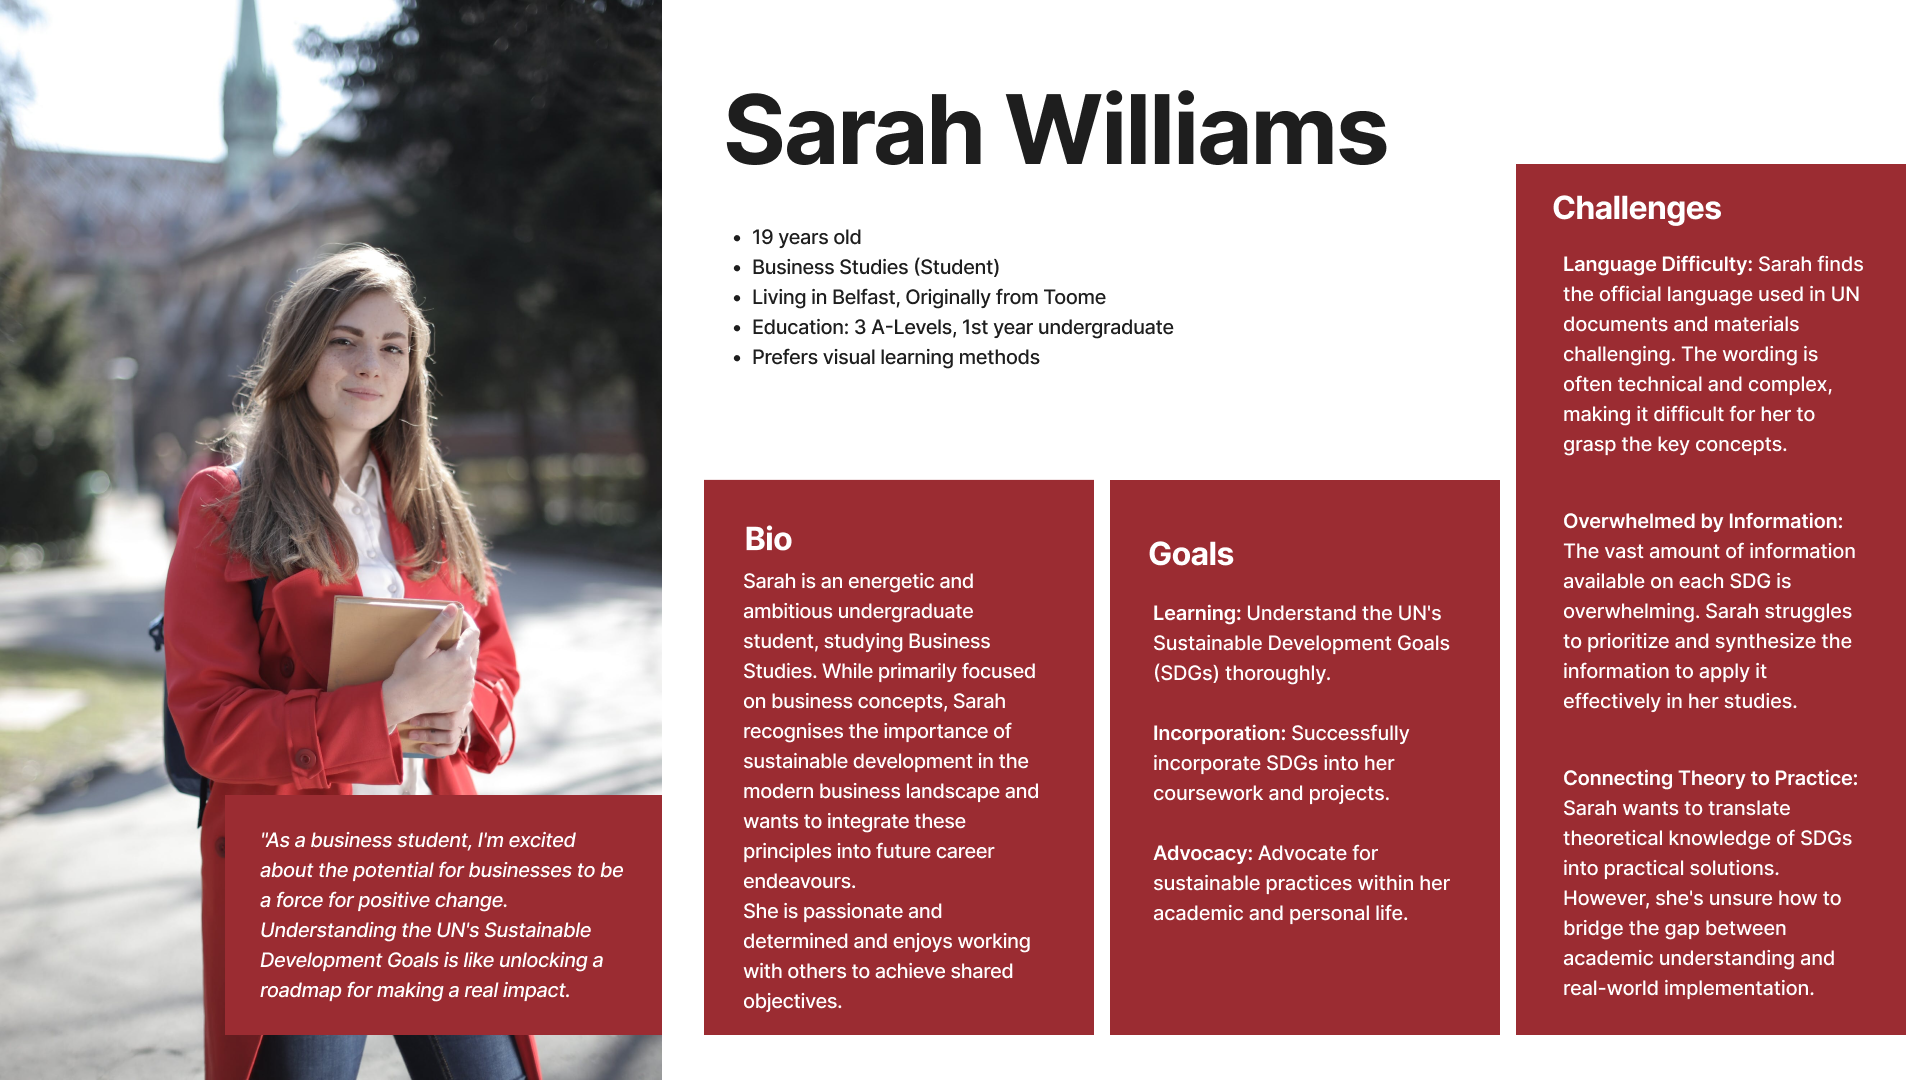 Sarah Williams
• 19 years old
• Business Studies (Student)
• Living in Belfast, Originally from Toome
• Education: 3 A-Levels, 1st year undergraduate
• Prefers visual learning methods
"As a business student, I'm excited
about the potential for businesses to be
a force for positive change.
Understanding the UN's Sustainable
Development Goals is like unlocking a
roadmap for making a real impact.
Bio
Sarah is an energetic and
ambitious undergraduate
student, studying Business
Studies. While primarily focused
on business concepts, Sarah
recognises the importance of
sustainable development in the
modern business landscape and
wants to integrate these
principles into future career
endeavours.
She is passionate and
determined and enjoys working
with others to achieve shared
objectives.
Goals
Learning: Understand the UN's
Sustainable Development Goals
(SDGs) thoroughly.
Incorporation: Successfully
incorporate SDGs into her
coursework and projects.
Advocacy: Advocate for
sustainable practices within her
academic and personal life.
Challenges
Language Difficulty: Sarah finds
the official language used in UN
documents and materials
challenging. The wording is
often technical and complex,
making it difficult for her to
grasp the key concepts.
Overwhelmed by Information:
The vast amount of information
available on each SDG is
overwhelming. Sarah struggles
to prioritize and synthesize the
information to apply it
effectively in her studies.
Connecting Theory to Practice:
Sarah wants to translate
theoretical knowledge of SDGs
into practical solutions.
However, she's unsure how to
bridge the gap between
academic understanding and
real-world implementation.